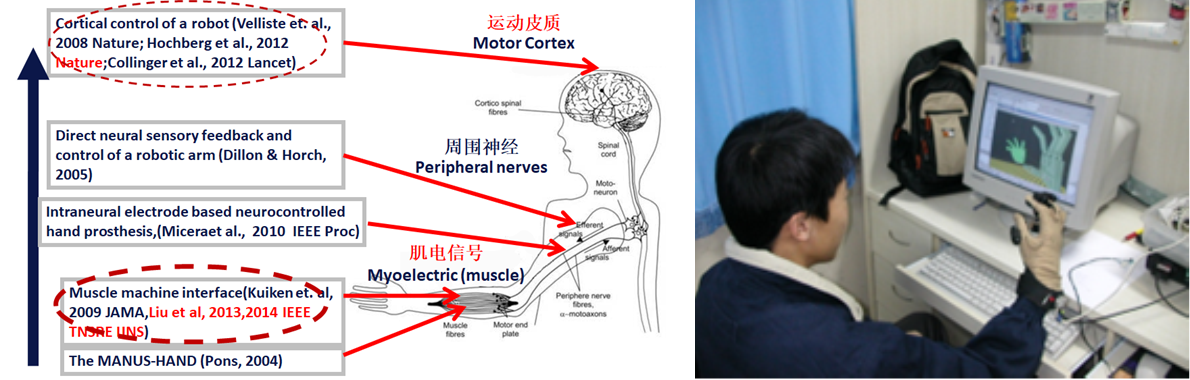 Cortical control of a robot (Velliste et. al.,
2008 Nature; Hochberg et al., 2012
Nature;Collinger et al., 2012 Lancet)
运动皮质
Motor Cortex
Cortico spinal
fibres
Spinal
cord
Direct neural sensory feedback and
control of a robotic arm (Dillon & Horch,
2005)
周围神经
Peripheral nerves
Moto-
neuron
Intraneural electrode based neurocontrolled
hand prosthesis,(Miceraet al., 2010 IEEE Proc)
Efferent
signals
Afferent
signals
肌电信号
Myoelectric (muscle)
Muscle machine interface(Kuiken et. al,
2009 JAMA,Liu et al, 2013,2014 IEEE
TNSRE IJNS)
Periphere nerve
fibres,
α-motoaxons
Muscle
fibres
Motor end
plate
The MANUS-HAND (Pons, 2004)